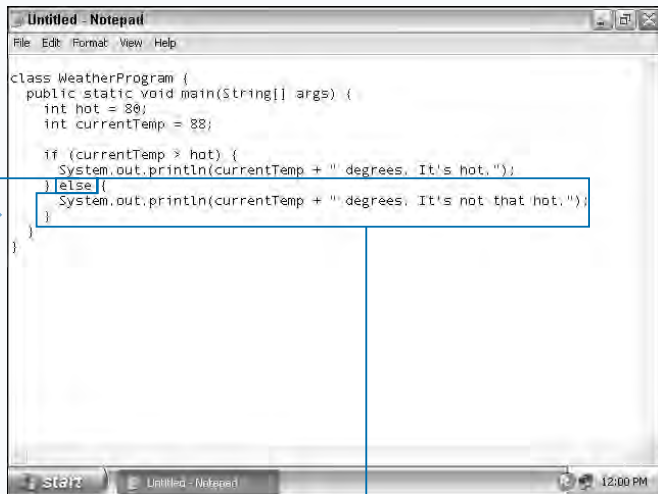 Untitled - Notepad
File Edit Format View Help
class WeatherProgram {
public static void main(String[] args) {
int hot = 80;
int currentTemp = 88;
if (currentTemp > hot) {
System.out.println(currentTemp + " degrees. It's hot.");
} else {
System.out.println(currentTemp + " degrees. It's not that hot.");
}
}
}
start
Untitled - Notepad
12:00 PM